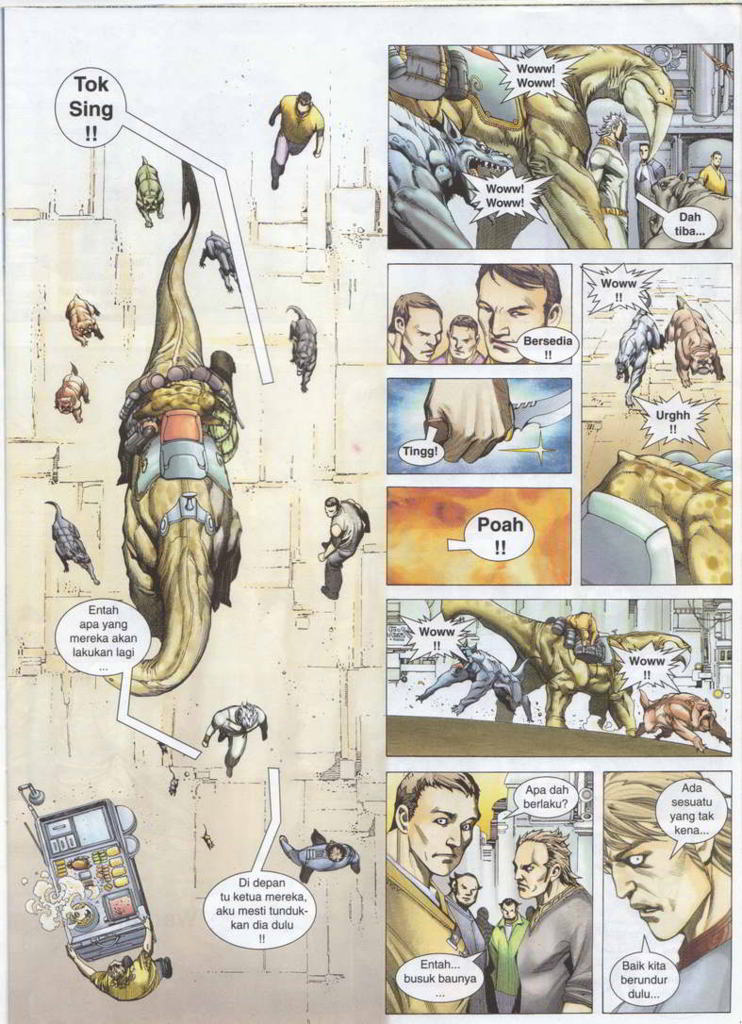 Tok
Sing
!!
Entah
apa yang
mereka akan
lakukan lagi
...
Di depan
tu ketua mereka,
aku mesti tunduk-
kan dia dulu
!!
Woww!
Woww!
Woww!
Woww!
Dah
tiba...
Bersedia
!!
Tingg!
Poah
!!
Woww
!!
Urghh
!!
Woww
!!
Woww
!!
Apa dah
berlaku?
Entah...
busuk baunya
...
Ada
sesuatu
yang tak
kena...
Baik kita
berundur
dulu...